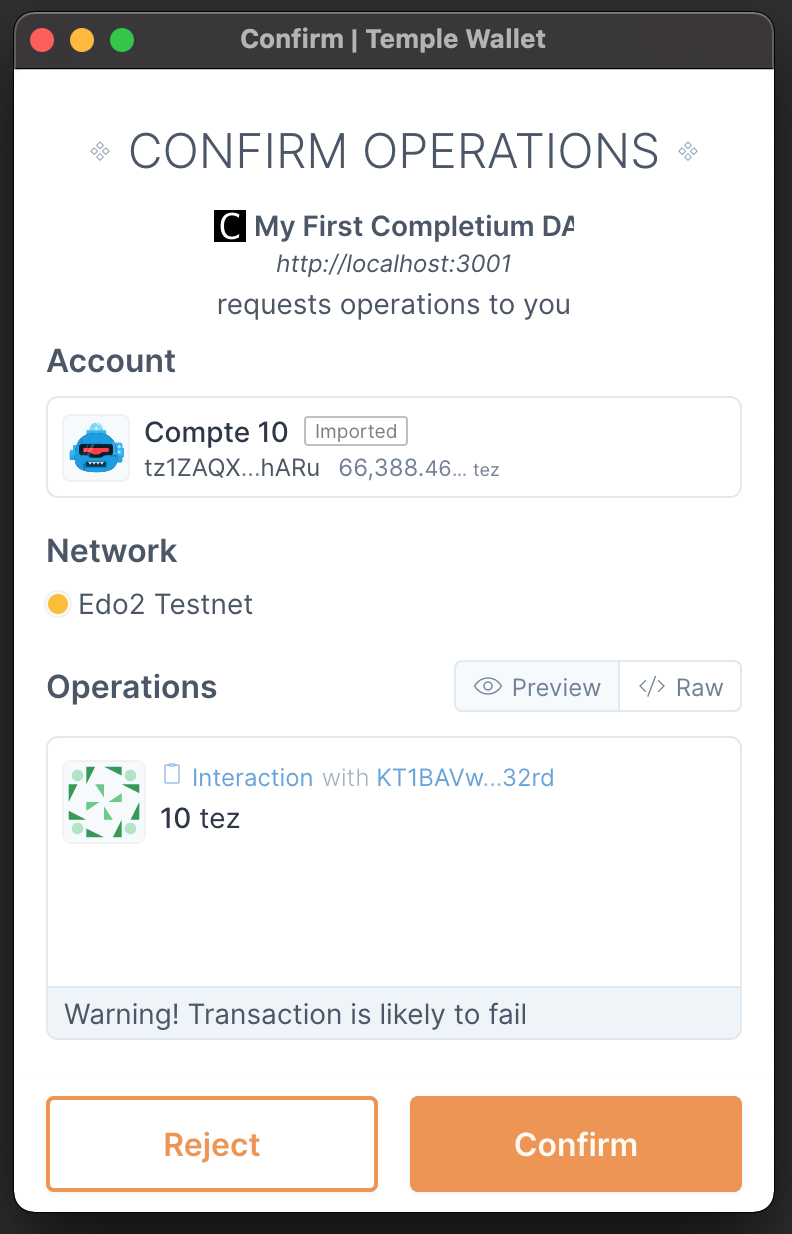 Confirm | Temple Wallet
CONFIRM OPERATIONS
C My First Completium DA
http://localhost:3001
requests operations to you
Account
Compte 10 Imported
tz1ZAQX...hARu 66,388.46... tez
Network
Edo2 Testnet
Operations Preview </> Raw
Interaction with KT1BAVw...32rd
10 tez
Warning! Transaction is likely to fail
Reject Confirm